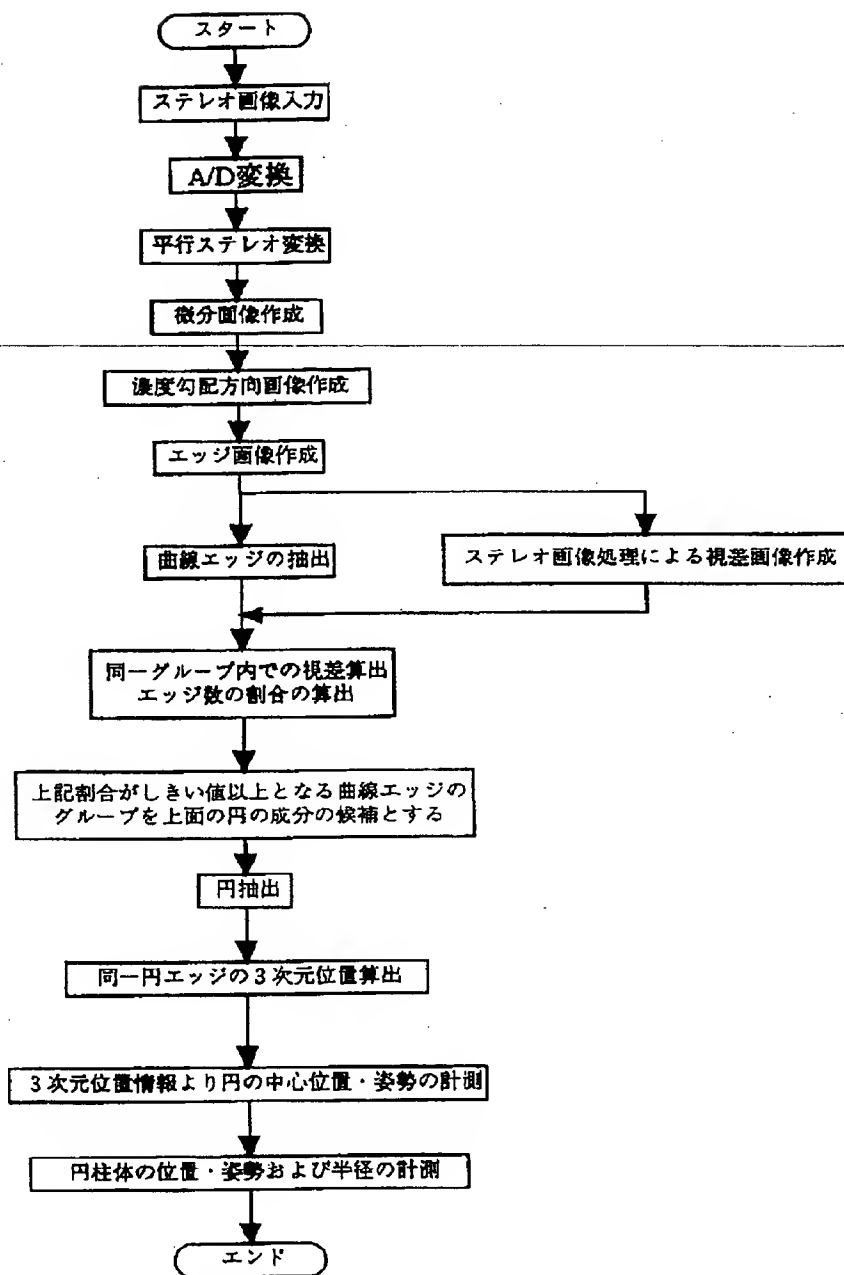 スタート
ステレオ画像入力
A/D変換
平行ステレオ変換
微分画像作成
濃度勾配方向画像作成
エッジ画像作成
曲線エッジの抽出
ステレオ画像処理による視差画像作成
同一グループ内での視差算出
エッジ数の割合の算出
上記割合がしきい値以上となる曲線エッジの
グループを上面の円の成分の候補とする
円抽出
同一円エッジの3次元位置算出
3次元位置情報より円の中心位置・姿勢の計測
円柱体の位置・姿勢および半径の計測
エンド